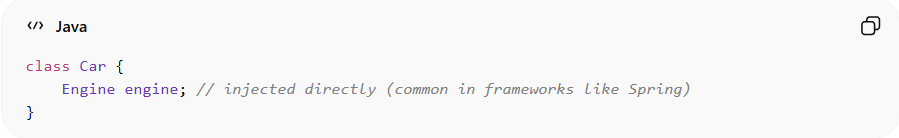 Java
class Car {
    Engine engine; // injected directly (common in frameworks like Spring)
}